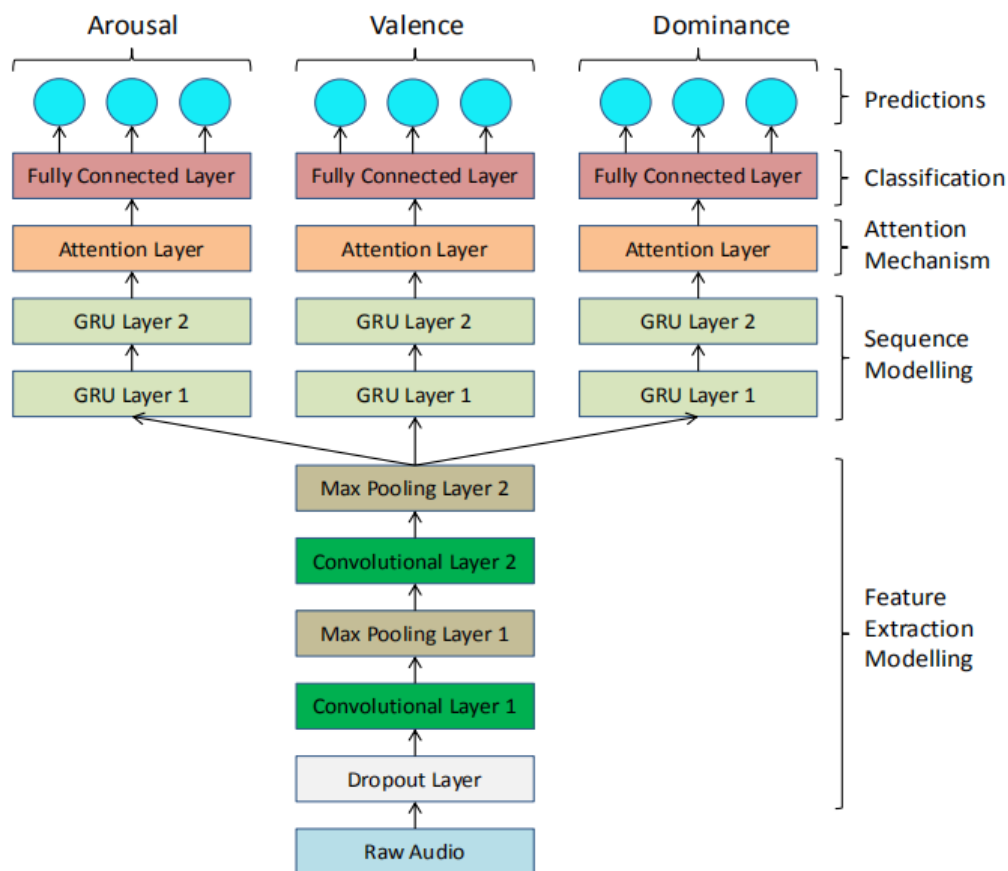 Arousal
Valence
Dominance
Predictions
Fully Connected Layer
Fully Connected Layer
Fully Connected Layer
Classification
Attention Layer
Attention Layer
Attention Layer
Attention
Mechanism
GRU Layer 2
GRU Layer 2
GRU Layer 2
GRU Layer 1
GRU Layer 1
GRU Layer 1
Sequence
Modelling
Max Pooling Layer 2
Convolutional Layer 2
Max Pooling Layer 1
Convolutional Layer 1
Dropout Layer
Feature
Extraction
Modelling
Raw Audio